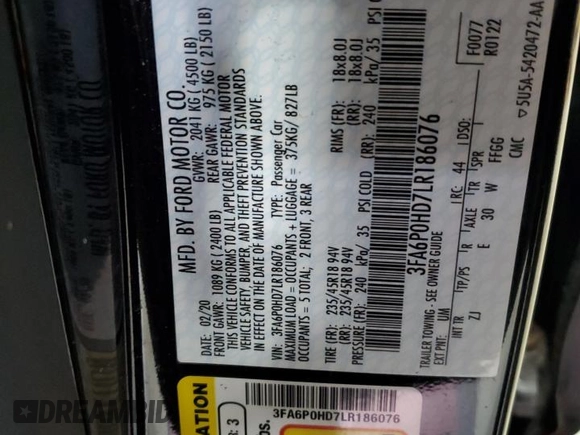 MFD. BY FORD MOTOR CO.
DATE: 02/20 GVWR: 2041 KG ( 4500 LB)
FRONT GAWR: 1089 KG ( 2400 LB) REAR GAWR: 975 KG ( 2150 LB)
THIS VEHICLE CONFORMS TO ALL APPLICABLE FEDERAL MOTOR
VEHICLE SAFETY, BUMPER, AND THEFT PREVENTION STANDARDS
IN EFFECT ON THE DATE OF MANUFACTURE SHOWN ABOVE.
VIN: 3FA6P0HD7LR186076 TYPE: Passenger Car
MAXIMUM LOAD = OCCUPANTS + LUGGAGE = 375KG/ 827LB
OCCUPANTS = 5 TOTAL; 2 FRONT, 3 REAR
TIRE (FR): 235/45R18 94V RIMS (FR): 18x8.0J
(RR): 235/45R18 94V (RR): 18x8.0J
PRESSURE (FR): 240 kPa/ 35 PSI COLD (RR): 240 kPa/ 35 PSI C
3FA6P0HD7LR186076
F0077
R0122
TRAILER TOWING - SEE OWNER GUIDE
EXT PNT: UM RC: 44 DSO:
INT TR TP/PS R AXLE TR SPR
ZJ E 30 W FFGG
CMC ▽5U5A-5420472-AA
3FA6P0HD7LR186076
R: 3
AUTOBIDMASTER